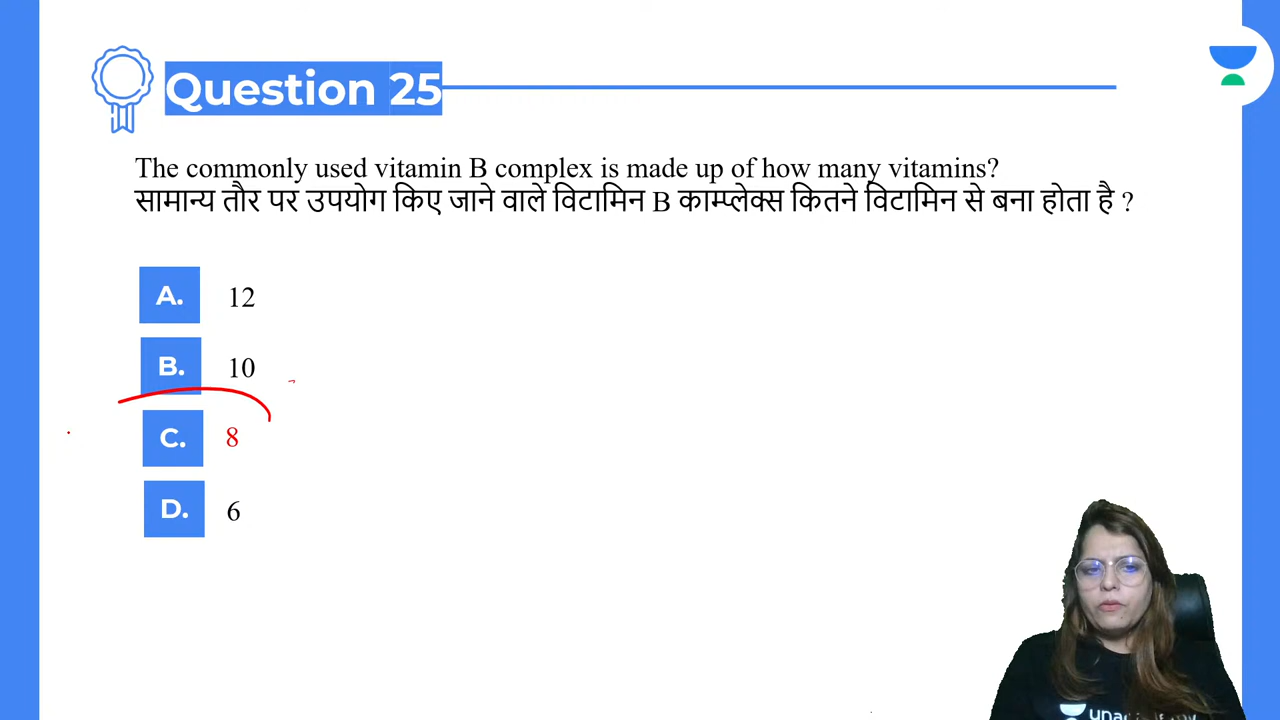 Question 25
The commonly used vitamin B complex is made up of how many vitamins?
सामान्य तौर पर उपयोग किए जाने वाले विटामिन B काम्प्लेक्स कितने विटामिन से बना होता है ?
A. 12
B. 10
C. 8
D. 6